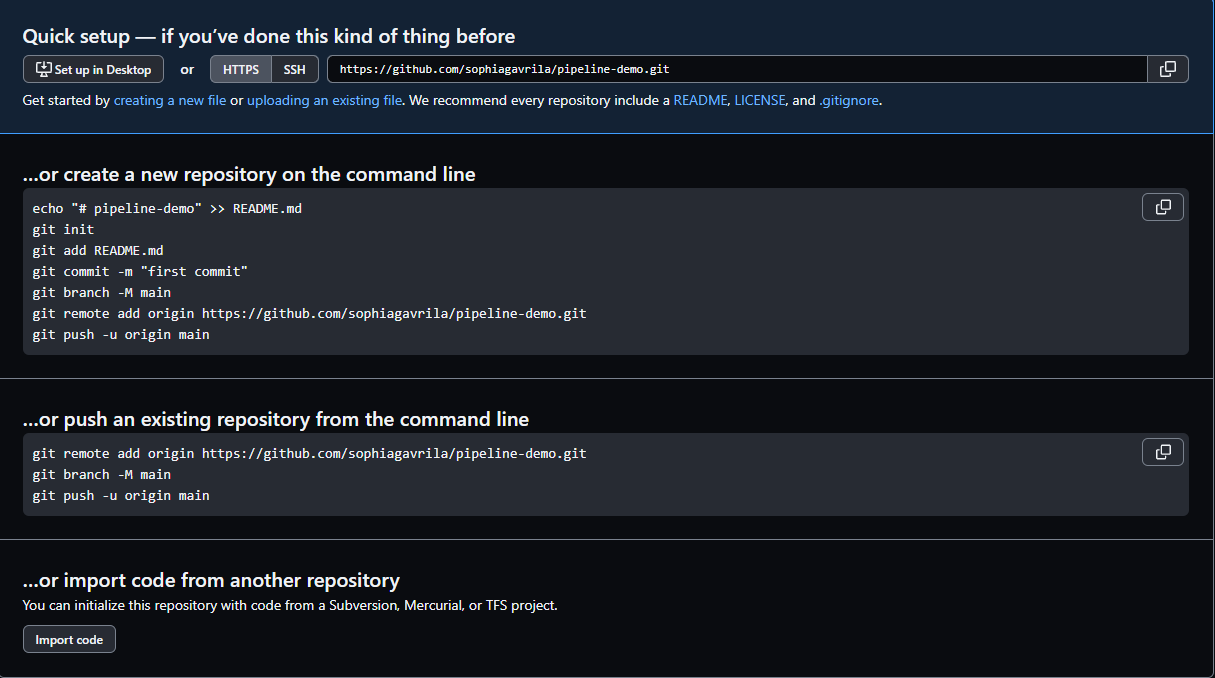 Quick setup — if you’ve done this kind of thing before
Set up in Desktop or HTTPS SSH https://github.com/sophiagavrila/pipeline-demo.git
Get started by creating a new file or uploading an existing file. We recommend every repository include a README, LICENSE, and .gitignore.
…or create a new repository on the command line
echo "# pipeline-demo" >> README.md
git init
git add README.md
git commit -m "first commit"
git branch -M main
git remote add origin https://github.com/sophiagavrila/pipeline-demo.git
git push -u origin main
…or push an existing repository from the command line
git remote add origin https://github.com/sophiagavrila/pipeline-demo.git
git branch -M main
git push -u origin main
…or import code from another repository
You can initialize this repository with code from a Subversion, Mercurial, or TFS project.
Import code